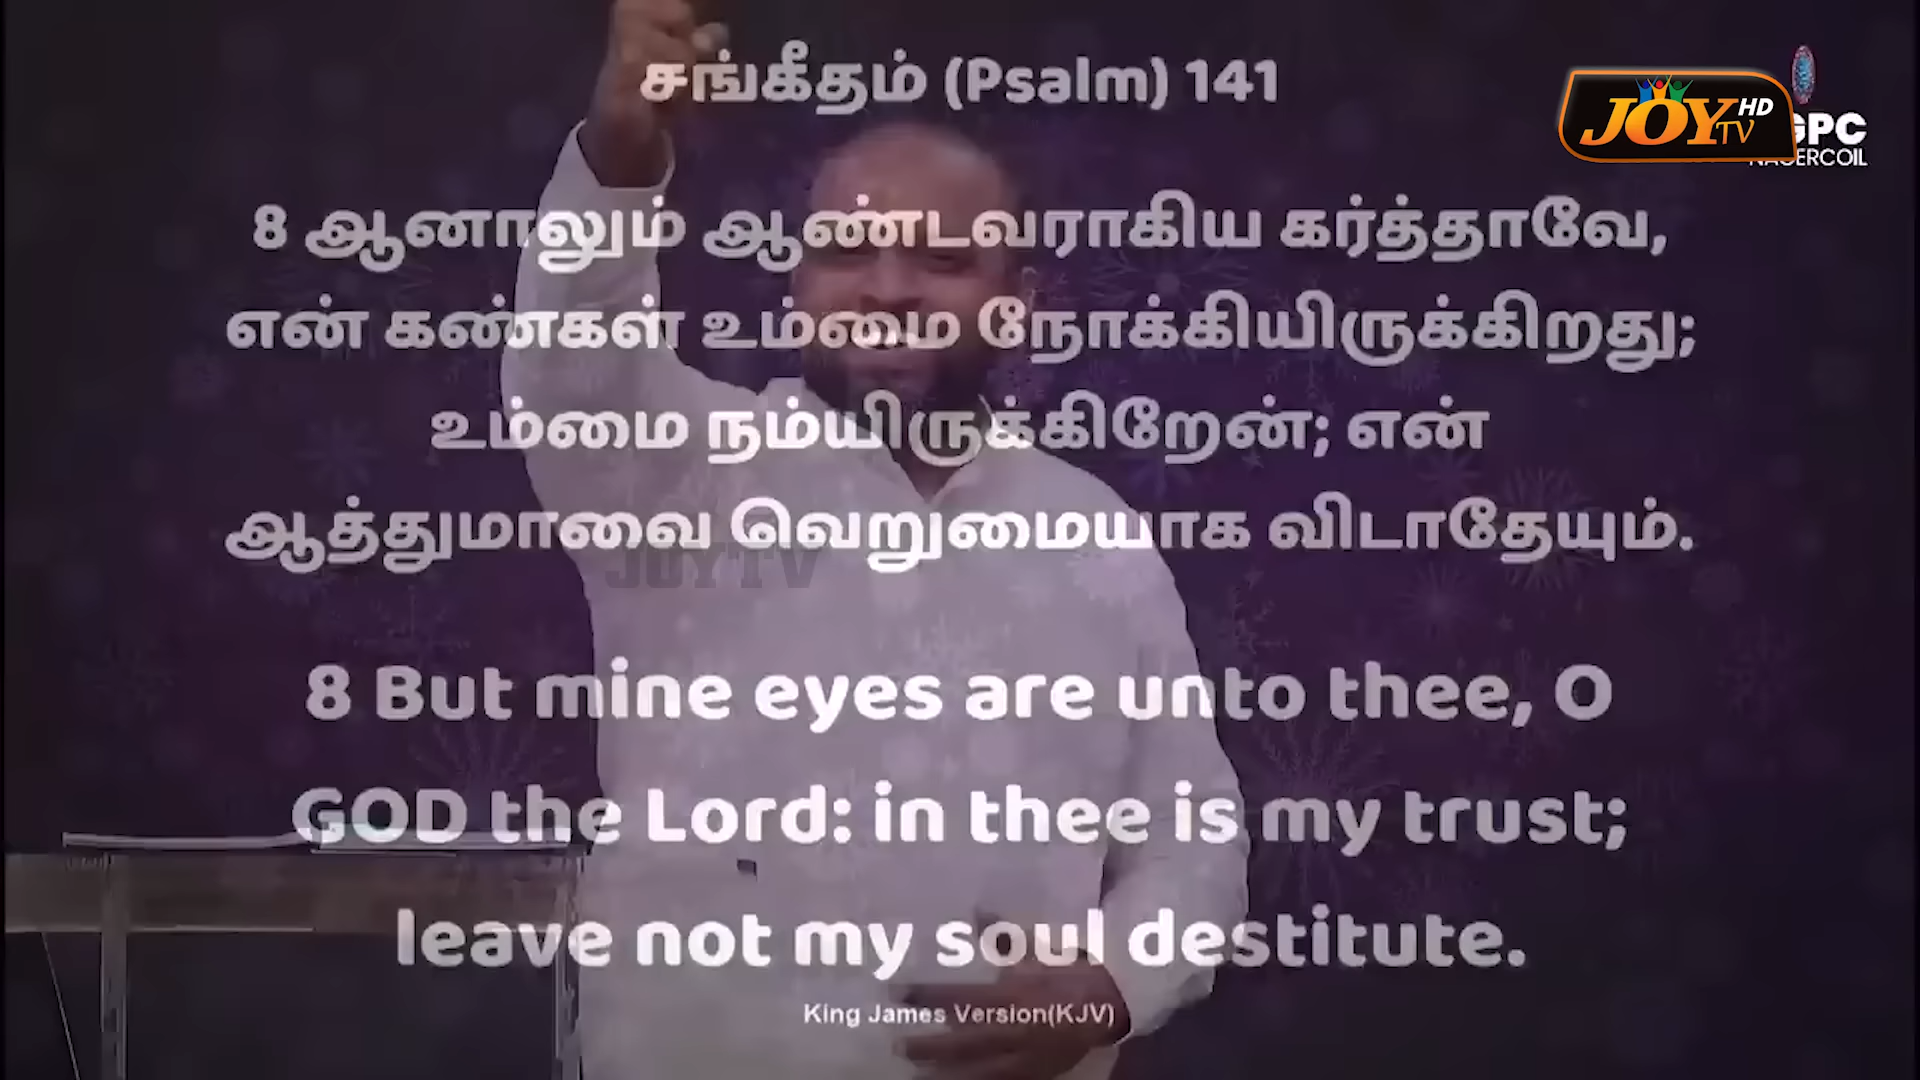 சங்கீதம் (Psalm) 141
JOY TV HD
GPC
NAGERCOIL
8 ஆனாலும் ஆண்டவராகிய கர்த்தாவே,
என் கண்கள் உம்மை நோக்கியிருக்கிறது;
உம்மை நம்யிருக்கிறேன்; என்
ஆத்துமாவை வெறுமையாக விடாதேயும்.
JOYTV
8 But mine eyes are unto thee, O
GOD the Lord: in thee is my trust;
leave not my soul destitute.
King James Version(KJV)